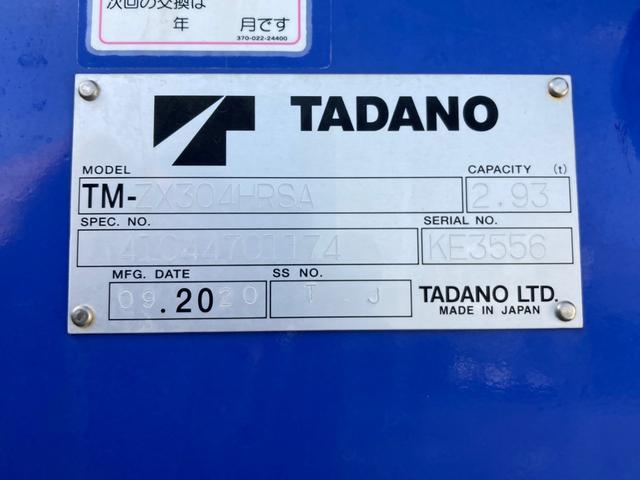 次回の交換は
年 月です
370-022-24400
TADANO
MODEL CAPACITY (t)
TM-ZX304HRSA 2.93
SPEC. NO. SERIAL NO.
KE3556
MFG. DATE SS NO.
09.2020 T J TADANO LTD.
MADE IN JAPAN